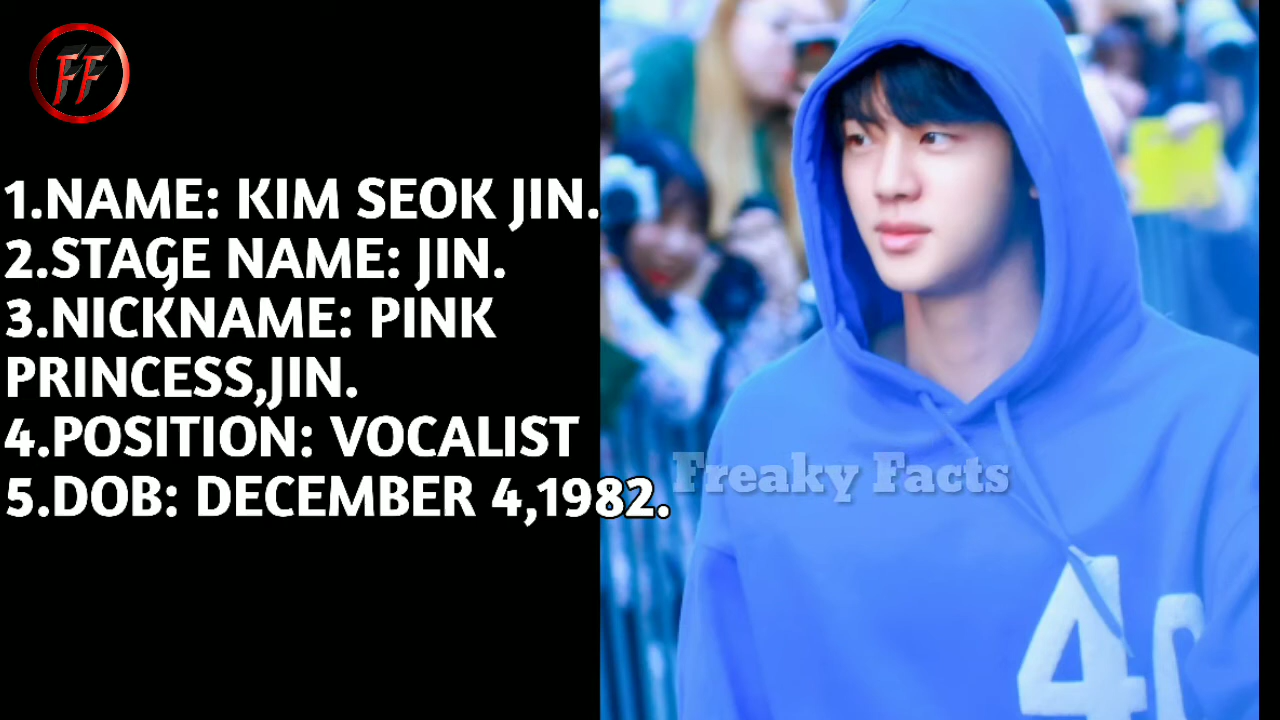 FF
1.NAME: KIM SEOK JIN.
2.STAGE NAME: JIN.
3.NICKNAME: PINK
PRINCESS,JIN.
4.POSITION: VOCALIST
5.DOB: DECEMBER 4,1982.
Freaky Facts
40